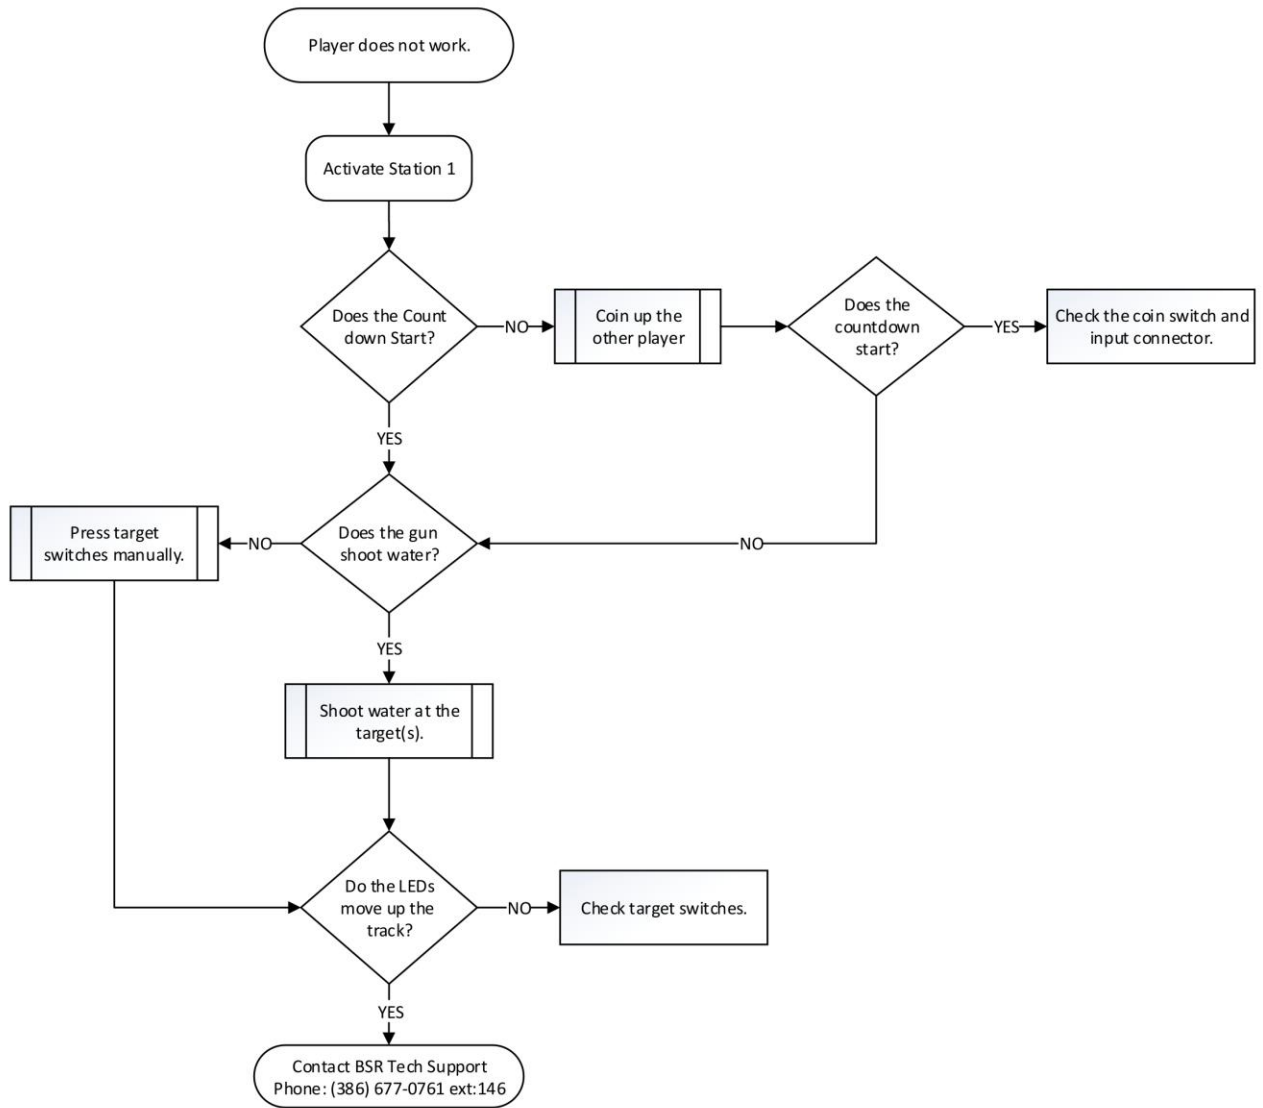 Player does not work.
Activate Station 1
Does the Count
down Start?
NO
Coin up the
other player
Does the
countdown
start?
YES
Check the coin switch and
input connector.
YES
Press target
switches manually.
NO
Does the gun
shoot water?
NO
YES
Shoot water at the
target(s).
Do the LEDs
move up the
track?
NO
Check target switches.
YES
Contact BSR Tech Support
Phone: (386) 677-0761 ext:146